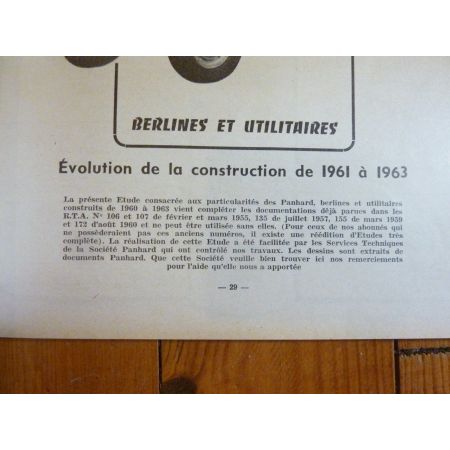 BERLINES ET UTILITAIRES
Évolution de la construction de 1961 à 1963
La présente Etude consacrée aux particularités des Panhard, berlines et utilitaires
construits de 1960 à 1963 vient compléter les documentations déjà parues dans les
R.T.A. N° 106 et 107 de février et mars 1955, 135 de juillet 1957, 155 de mars 1959
et 172 d'août 1960 et ne peut être utilisée sans elles. (Pour ceux de nos abonnés qui
ne posséderaient pas ces anciens numéros, il existe une réédition d'Etudes très
complète). La réalisation de cette Etude a été facilitée par les Services Techniques
de la Société Panhard qui ont contrôlé nos travaux. Les dessins sont extraits de
documents Panhard. Que cette Société veuille bien trouver ici nos remerciements
pour l'aide qu'elle nous a apportée
— 29 —